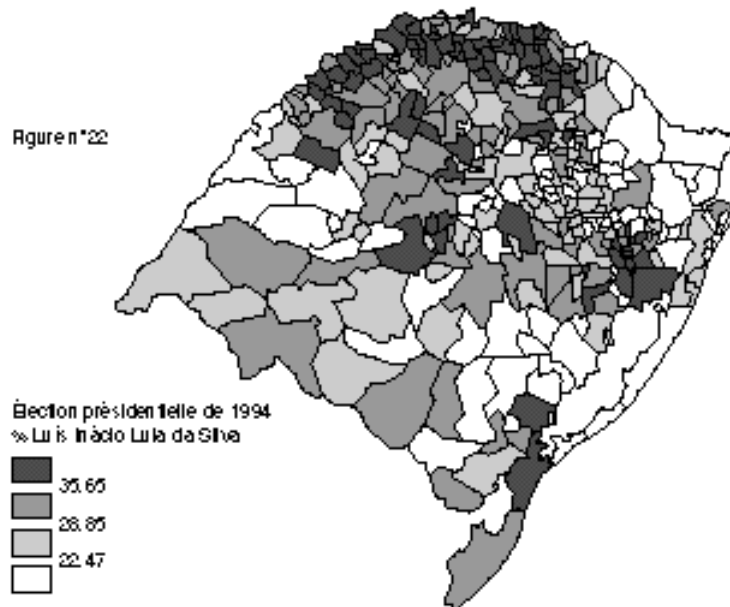 Figure n°22
Élection présidentielle de 1994
% Luis Inácio Lula da Silva
35.65
28.85
22.47